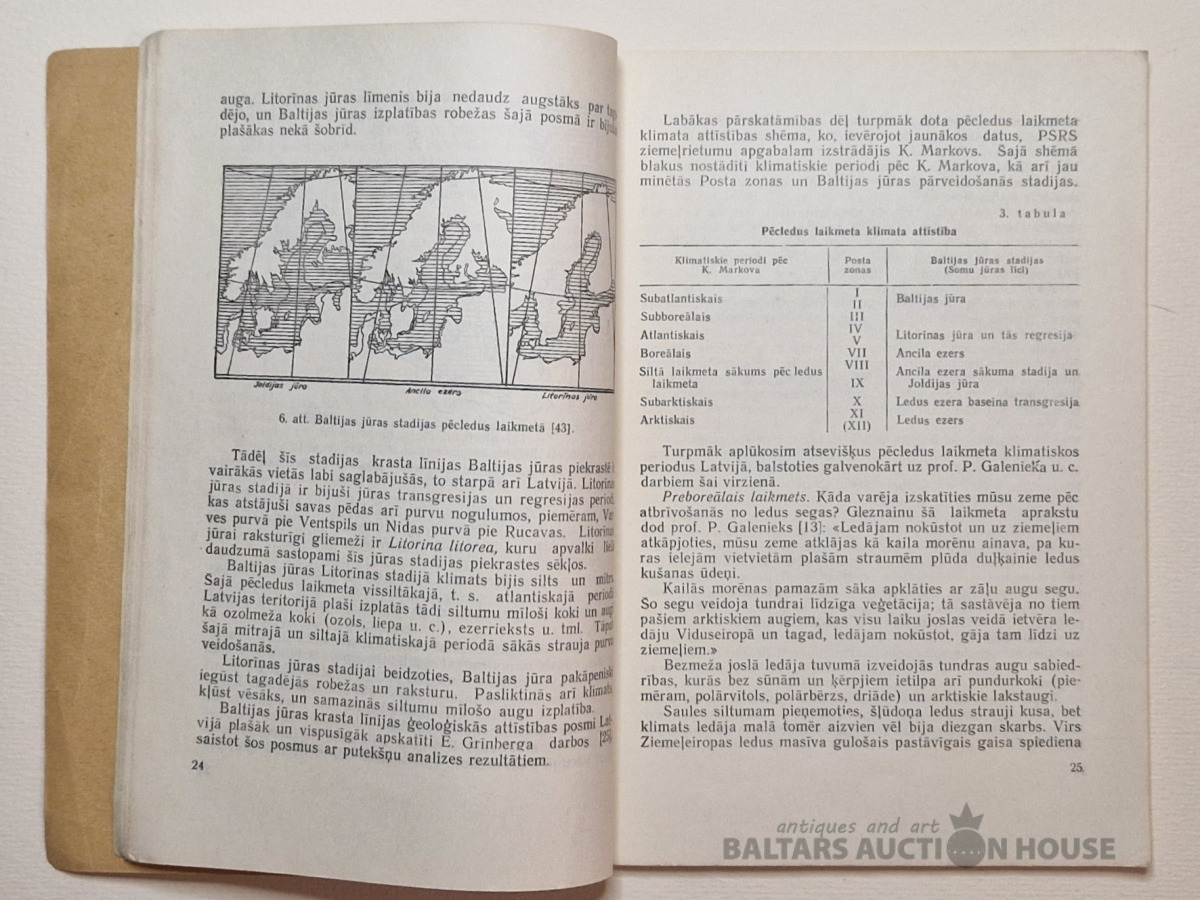 auga. Litorīnas jūras līmenis bija nedaudz augstāks par
dējo, un Baltijas jūras izplatības robežas šajā posmā ir
plašākas nekā šobrīd.
Joldijas jūra
Ancila ezers
Litorīnas jūra
6. att. Baltijas jūras stadijas pēcledus laikmetā [43].
Tādēļ šīs stadijas krasta līnijas Baltijas jūras piekrastē
vairākās vietās labi saglabājušās, to starpā arī Latvijā. Litorīnas
jūras stadijā ir bijuši jūras transgresijas un regresijas
kas atstājuši savas pēdas arī purvu nogulumos, piemēram,
ves purvā pie Ventspils un Nidas purvā pie Rucavas. Litorīnas
jūrai raksturīgi gliemeži ir Litorina litorea, kuru apvalki
daudzumā sastopami šīs jūras stadijas piekrastes sēkļos.
Baltijas jūras Litorīnas stadijā klimats bijis silts un
Šajā pēcledus laikmeta vissiltākajā, t. s. atlantiskajā
Latvijas teritorijā plaši izplatās tādi siltumu mīloši koki un
kā ozolmeža koki (ozols, liepa u. c.), ezerrieksts u. tml.
šajā mitrajā un siltajā klimatiskajā periodā sākās strauja purvu
veidošanās.
Litorīnas jūras stadijai beidzoties, Baltijas jūra pakāpeniski
iegūst tagadējās robežas un raksturu. Pasliktinās arī klimats,
kļūst vēsāks, un samazinās siltumu mīlošo augu izplatība.
Baltijas jūras krasta līnijas ģeoloģiskās attīstības posmi Lat-
vijā plašāk un vispusīgāk apskatīti E. Grinberga darbos [25],
saistot šos posmus ar putekšņu analīzes rezultātiem.
24
Labākas pārskatāmības dēļ turpmāk dota pēcledus laikmeta
klimata attīstības shēma, ko, ievērojot jaunākos datus, PSRS
ziemeļrietumu apgabalam izstrādājis K. Markovs. Sajā shēmā
blakus nostādīti klimatiskie periodi pēc K. Markova, kā arī jau
minētās Posta zonas un Baltijas jūras pārveidošanās stadijas.
3. tabula
Pēcledus laikmeta klimata attīstība
Klimatiskie periodi pēc K. Markova | Posta zonas | Baltijas jūras stadijas (Somu jūras līcī)
Subatlantiskais | I II | Baltijas jūra
Subboreālais | III
Atlantiskais | IV V | Litorīnas jūra un tās regresija
Boreālais | VII | Ancila ezers
Siltā laikmeta sākums pēc ledus laikmeta | VIII IX | Ancila ezera sākuma stadija un Joldijas jūra
Subarktiskais | X | Ledus ezera baseina transgresija
Arktiskais | XI (XII) | Ledus ezers
Turpmāk aplūkosim atsevišķus pēcledus laikmeta klimatiskos
periodus Latvijā, balstoties galvenokārt uz prof. P. Galenieka u. c.
darbiem šai virzienā.
Preboreālais laikmets. Kāda varēja izskatīties mūsu zeme pēc
atbrīvošanās no ledus segas? Gleznainu šā laikmeta aprakstu
dod prof. P. Galenieks [13]: «Ledājam nokūstot un uz ziemeļiem
atkāpjoties, mūsu zeme atklājas kā kaila morēnu ainava, pa ku-
ras ielejām vietvietām plašām straumēm plūda duļķainie ledus
kušanas ūdeņi.
Kailās morēnas pamazām sāka apklāties ar zāļu augu segu.
So segu veidoja tundrai līdzīga veģetācija; tā sastāvēja no tiem
pašiem arktiskiem augiem, kas visu laiku joslas veidā ietvēra le-
dāju Viduseiropā un tagad, ledājam nokūstot, gāja tam līdzi uz
ziemeļiem.»
Bezmeža joslā ledāja tuvumā izveidojās tundras augu sabied-
rības, kurās bez sūnām un ķērpjiem ietilpa arī pundurkoki (pie-
mēram, polārvītols, polārbērzs, driāde) un arktiskie lakstaugi.
Saules siltumam pieņemoties, šļūdoņa ledus strauji kusa, bet
klimats ledāja malā tomēr aizvien vēl bija diezgan skarbs. Virs
Ziemeļeiropas ledus masīva gulošais pastāvīgais gaisa spiediena
25
antiques and art
BALTARS AUCTION HOUSE